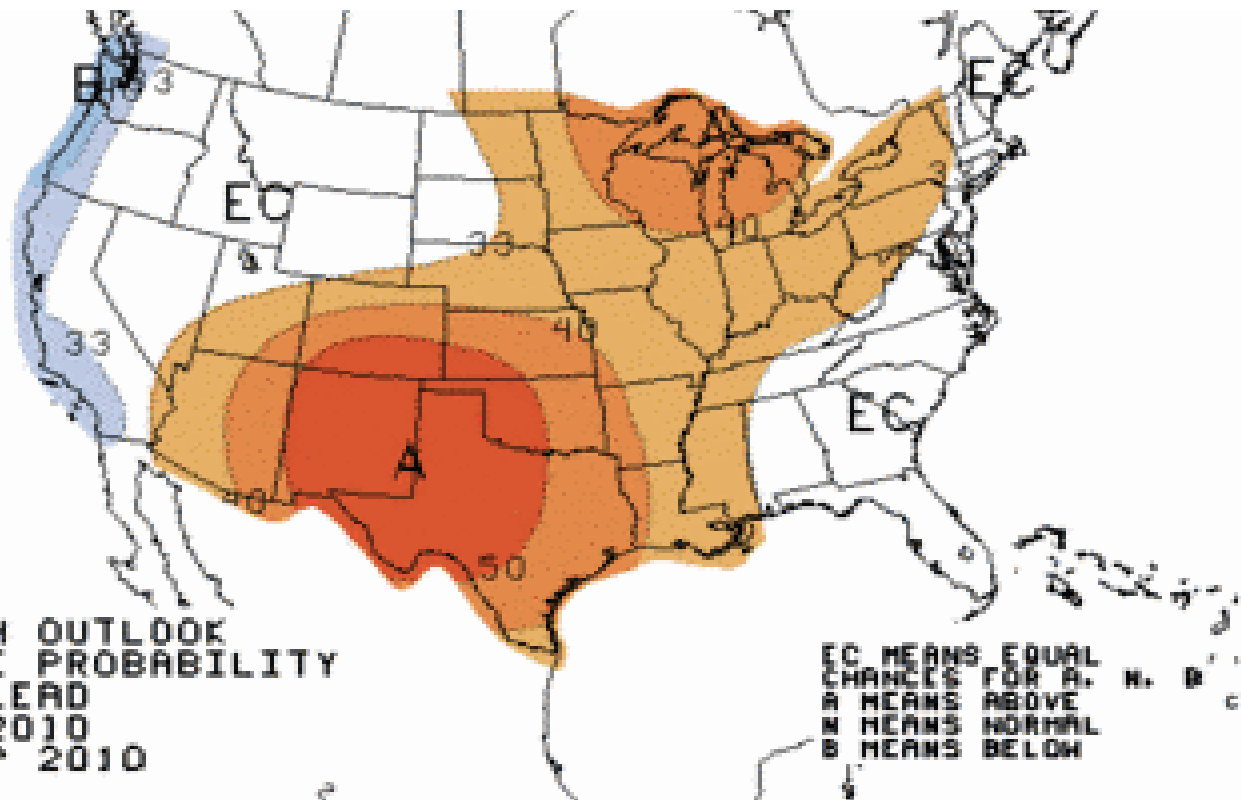 B
33
EC
EC
A
40
33
33
40
EC
A
40
50
OUTLOOK
PROBABILITY
LEAD
2010
2010
EC MEANS EQUAL
CHANCES FOR A, N, B
A MEANS ABOVE
N MEANS NORMAL
B MEANS BELOW